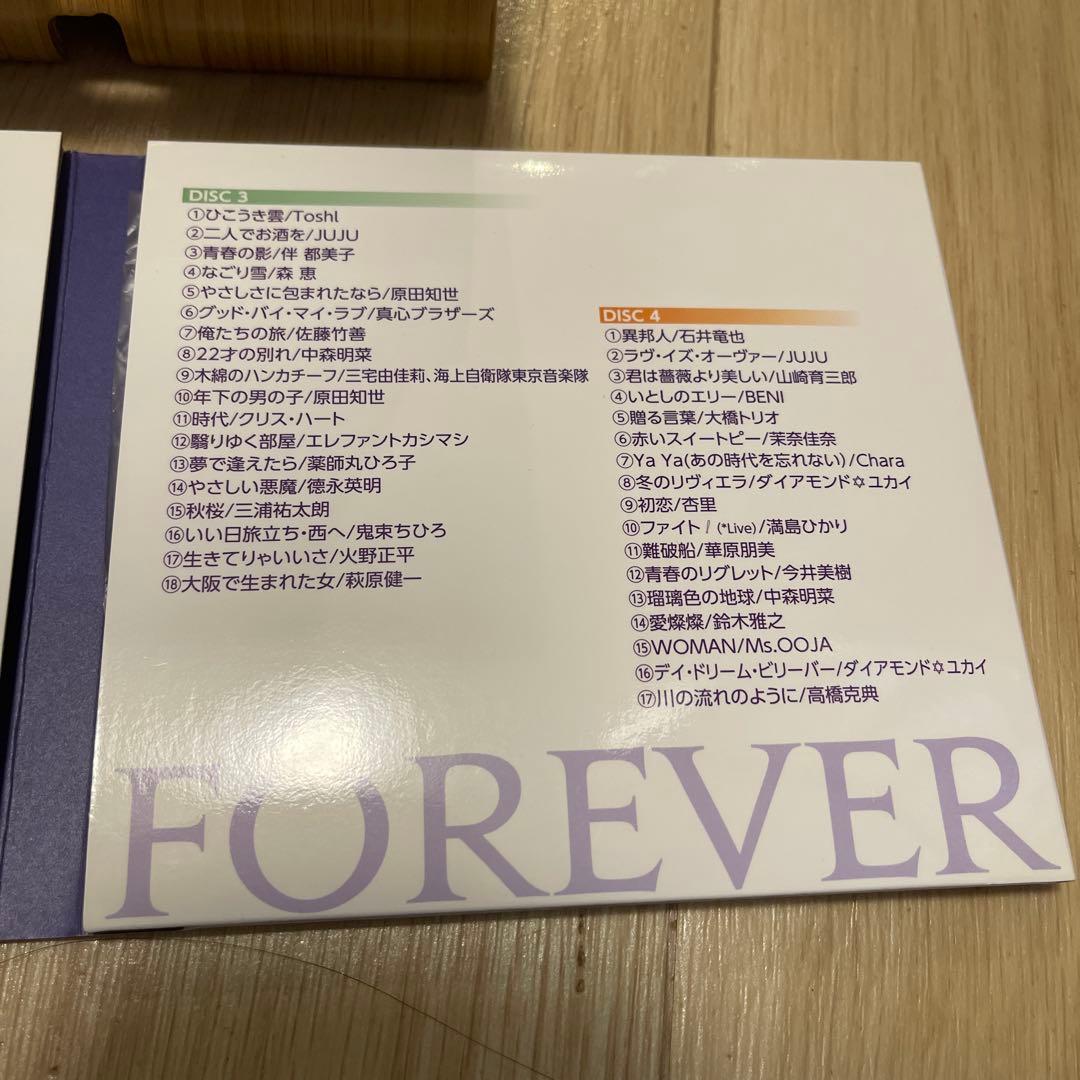 DISC 3
①ひこうき雲/Toshl
②二人でお酒を/JUJU
③青春の影/伴 都美子
④なごり雪/森 恵
⑤やさしさに包まれたなら/原田知世
⑥グッド・バイ・マイ・ラブ/真心ブラザーズ
⑦俺たちの旅/佐藤竹善
⑧22才の別れ/中森明菜
⑨木綿のハンカチーフ/三宅由佳莉、海上自衛隊東京音楽隊
⑩年下の男の子/原田知世
⑪時代/クリス・ハート
⑫翳りゆく部屋/エレファントカシマシ
⑬夢で逢えたら/薬師丸ひろ子
⑭やさしい悪魔/德永英明
⑮秋桜/三浦祐太朗
⑯いい日旅立ち・西へ/鬼束ちひろ
⑰生きてりゃいいさ/火野正平
⑱大阪で生まれた女/萩原健一
DISC 4
①異邦人/石井竜也
②ラヴ・イズ・オーヴァー/JUJU
③君は薔薇より美しい/山崎育三郎
④いとしのエリー/BENI
⑤贈る言葉/大橋トリオ
⑥赤いスイートピー/茉奈佳奈
⑦Ya Ya(あの時代を忘れない)/Chara
⑧冬のリヴィエラ/ダイアモンド✡ユカイ
⑨初恋/杏里
⑩ファイト！(*Live)/満島ひかり
⑪難破船/華原朋美
⑫青春のリグレット/今井美樹
⑬瑠璃色の地球/中森明菜
⑭愛燦燦/鈴木雅之
⑮WOMAN/Ms.OOJA
⑯デイ・ドリーム・ビリーバー/ダイアモンド✡ユカイ
⑰川の流れのように/高橋克典
FOREVER